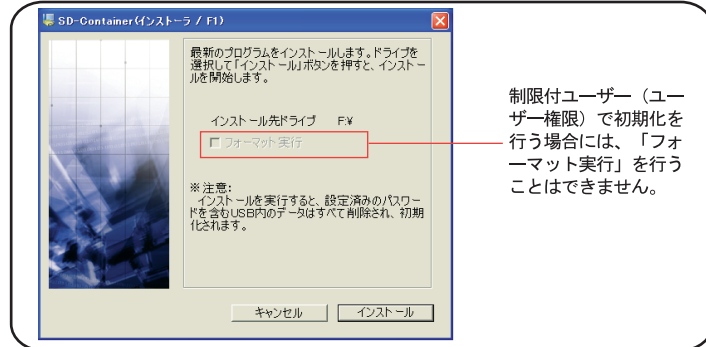 SD-Container(インストーラ / F1)
最新のプログラムをインストールします。ドライブを
選択して「インストール」ボタンを押すと、インストー
ルを開始します。
インストール先ドライブ F:¥
フォーマット実行
※注意:
インストールを実行すると、設定済みのパスワー
ドを含むUSB内のデータはすべて削除され、初期
化されます。
キャンセル インストール
制限付ユーザー（ユー
ザー権限）で初期化を
行う場合には、「フォ
ーマット実行」を行う
ことはできません。